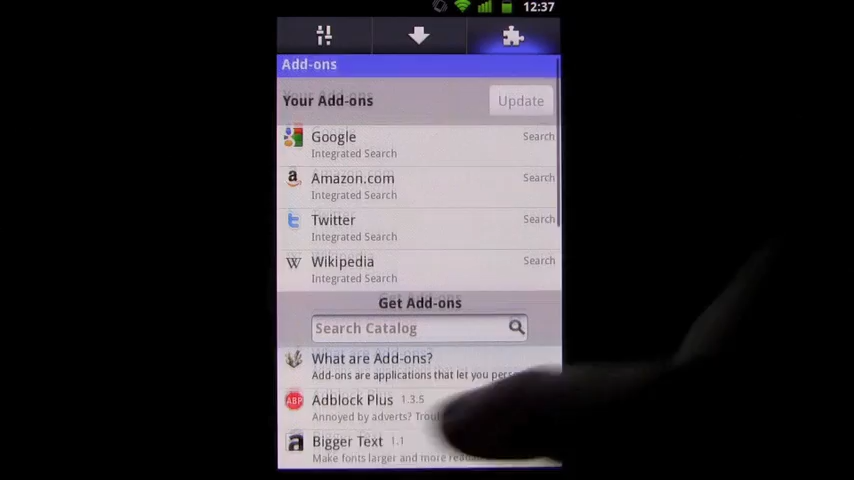 12:37
Add-ons
Your Add-ons
Update
Google
Search
Integrated Search
Amazon.com
Search
Integrated Search
Twitter
Search
Integrated Search
Wikipedia
Search
Integrated Search
Get Add-ons
Search Catalog
What are Add-ons?
Add-ons are applications that let you
Adblock Plus 1.3.5
Annoyed by adverts?
Bigger Text 1.1
Make fonts larger and more